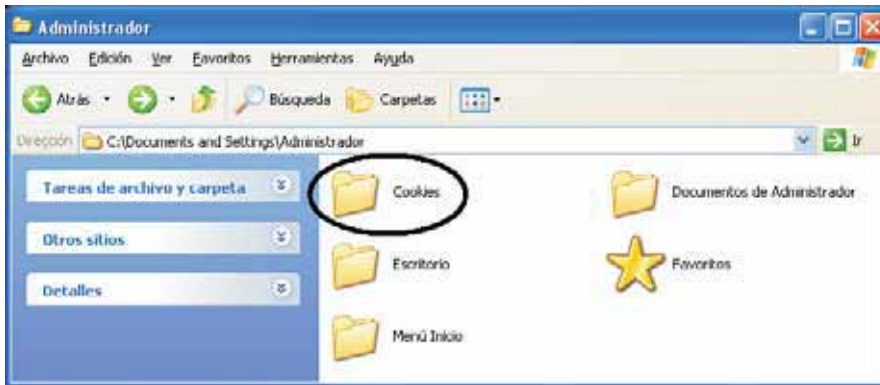 Administrador
Archivo Edición Ver Favoritos Herramientas Ayuda
Atrás Búsqueda Carpetas
Dirección C:\Documents and Settings\Administrador Ir
Tareas de archivo y carpeta
Otros sitios
Detalles
Cookies Documentos de Administrador
Escritorio Favoritos
Menú Inicio